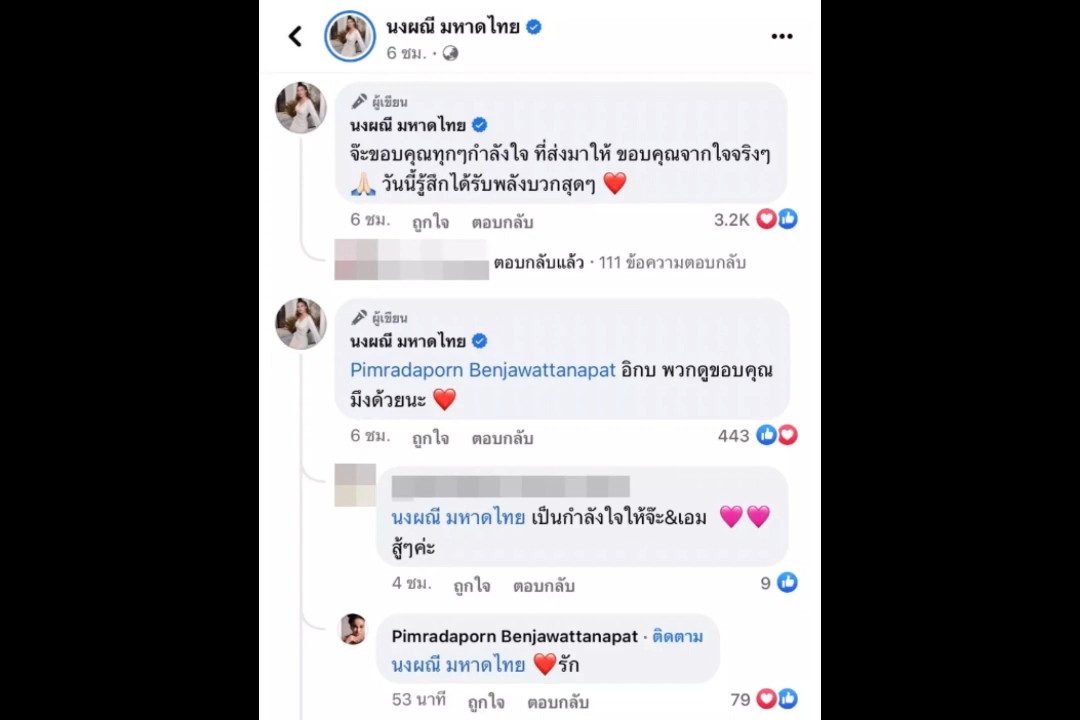 นงผณี มหาดไทย
6 ชม. ·
ผู้เขียน
นงผณี มหาดไทย
จ๊ะขอบคุณทุกๆกำลังใจ ที่ส่งมาให้ ขอบคุณจากใจจริงๆ
🙏🏻 วันนี้รู้สึกได้รับพลังบวกสุดๆ ❤️
6 ชม. ถูกใจ ตอบกลับ 3.2K
ตอบกลับแล้ว · 111 ข้อความตอบกลับ
ผู้เขียน
นงผณี มหาดไทย
Pimradaporn Benjawattanapat อิกบ พวกดูขอบคุณ
มึงด้วยนะ ❤️
6 ชม. ถูกใจ ตอบกลับ 443
นงผณี มหาดไทย เป็นกำลังใจให้จ๊ะ&เอม 💗💗
สู้ๆค่ะ
4 ชม. ถูกใจ ตอบกลับ 9
Pimradaporn Benjawattanapat · ติดตาม
นงผณี มหาดไทย ❤️รัก
53 นาที ถูกใจ ตอบกลับ 79